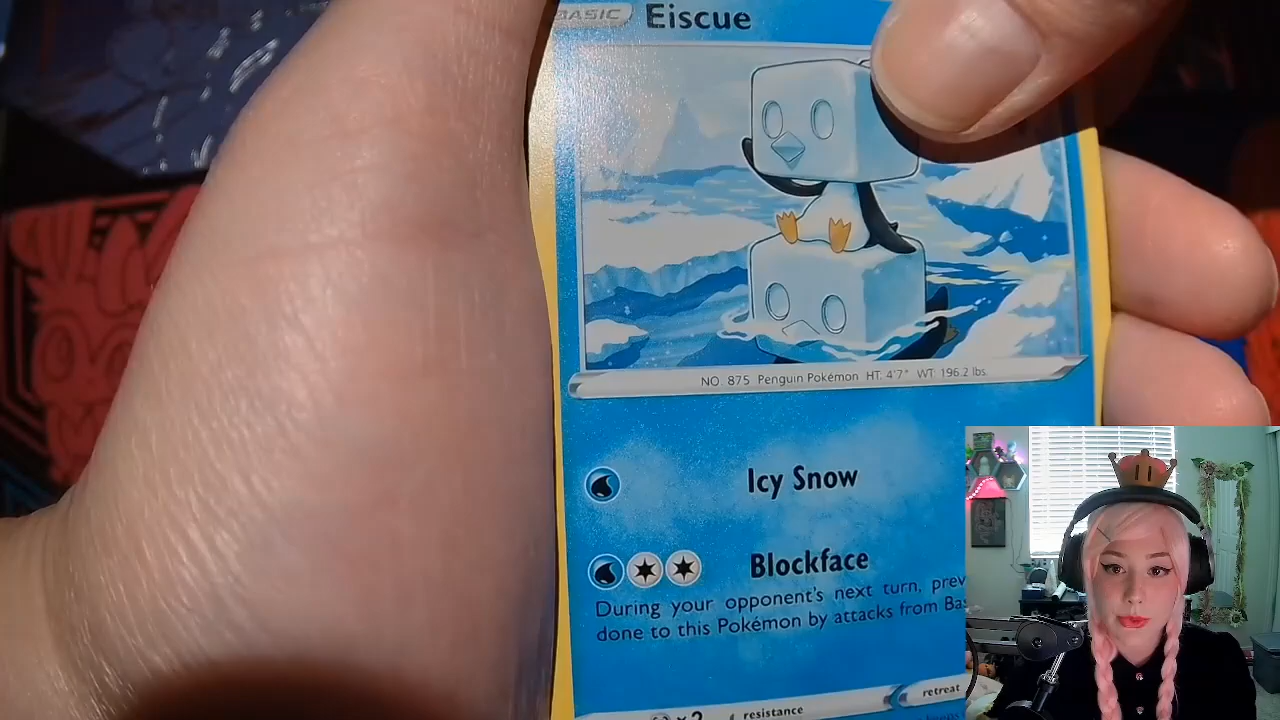 BASIC Eiscue
NO. 875 Penguin Pokémon HT: 4'7" WT: 196.2 lbs.
Icy Snow
Blockface
During your opponent's next turn, prev
done to this Pokémon by attacks from Bas
×2 resistance
retreat